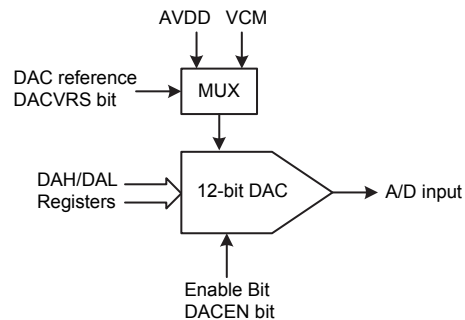 AVDD VCM
DAC reference
DACVRS bit
MUX
DAH/DAL
Registers
12-bit DAC
A/D input
Enable Bit
DACEN bit